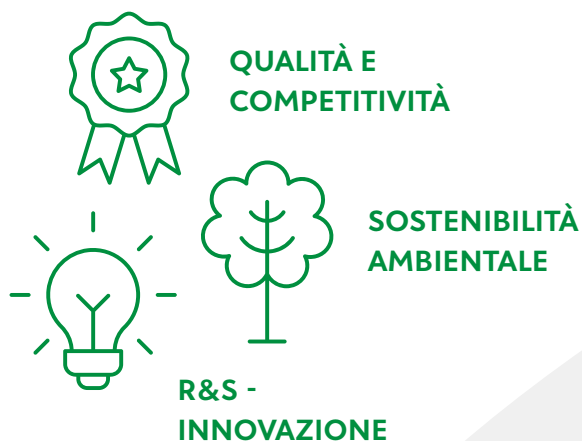 QUALITÀ E
COMPETITIVITÀ
SOSTENIBILITÀ
AMBIENTALE
R&S -
INNOVAZIONE